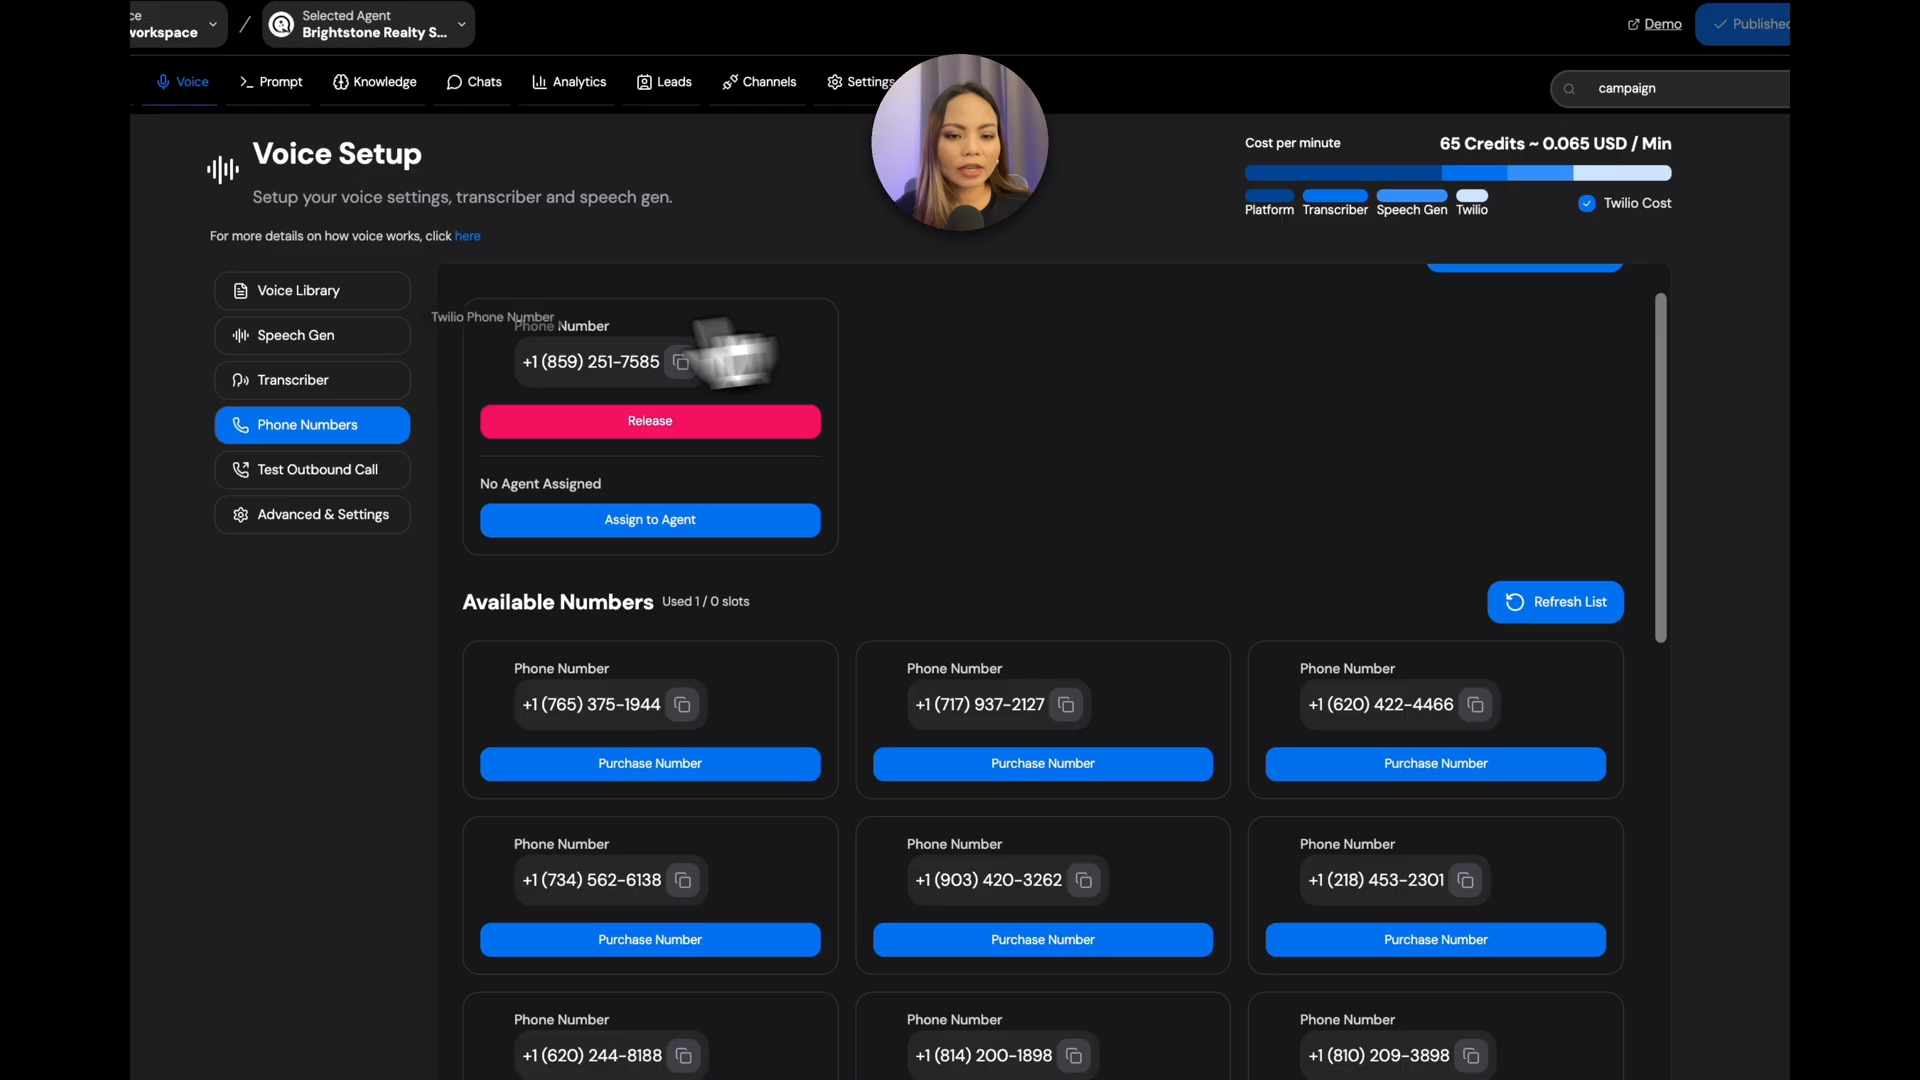 ce
workspace
Selected Agent
Brightstone Realty S...
Demo
Published
Voice
Prompt
Knowledge
Chats
Analytics
Leads
Channels
Settings
campaign
Voice Setup
Setup your voice settings, transcriber and speech gen.
For more details on how voice works, click here
Cost per minute
65 Credits ~ 0.065 USD / Min
Platform
Transcriber
Speech Gen
Twilio
Twilio Cost
Voice Library
Speech Gen
Transcriber
Phone Numbers
Test Outbound Call
Advanced & Settings
Twilio Phone Number
Phone Number
+1 (859) 251-7585
Release
No Agent Assigned
Assign to Agent
Available Numbers
Used 1 / 0 slots
Refresh List
Phone Number
+1 (765) 375-1944
Purchase Number
Phone Number
+1 (717) 937-2127
Purchase Number
Phone Number
+1 (620) 422-4466
Purchase Number
Phone Number
+1 (734) 562-6138
Purchase Number
Phone Number
+1 (903) 420-3262
Purchase Number
Phone Number
+1 (218) 453-2301
Purchase Number
Phone Number
+1 (620) 244-8188
Phone Number
+1 (814) 200-1898
Phone Number
+1 (810) 209-3898